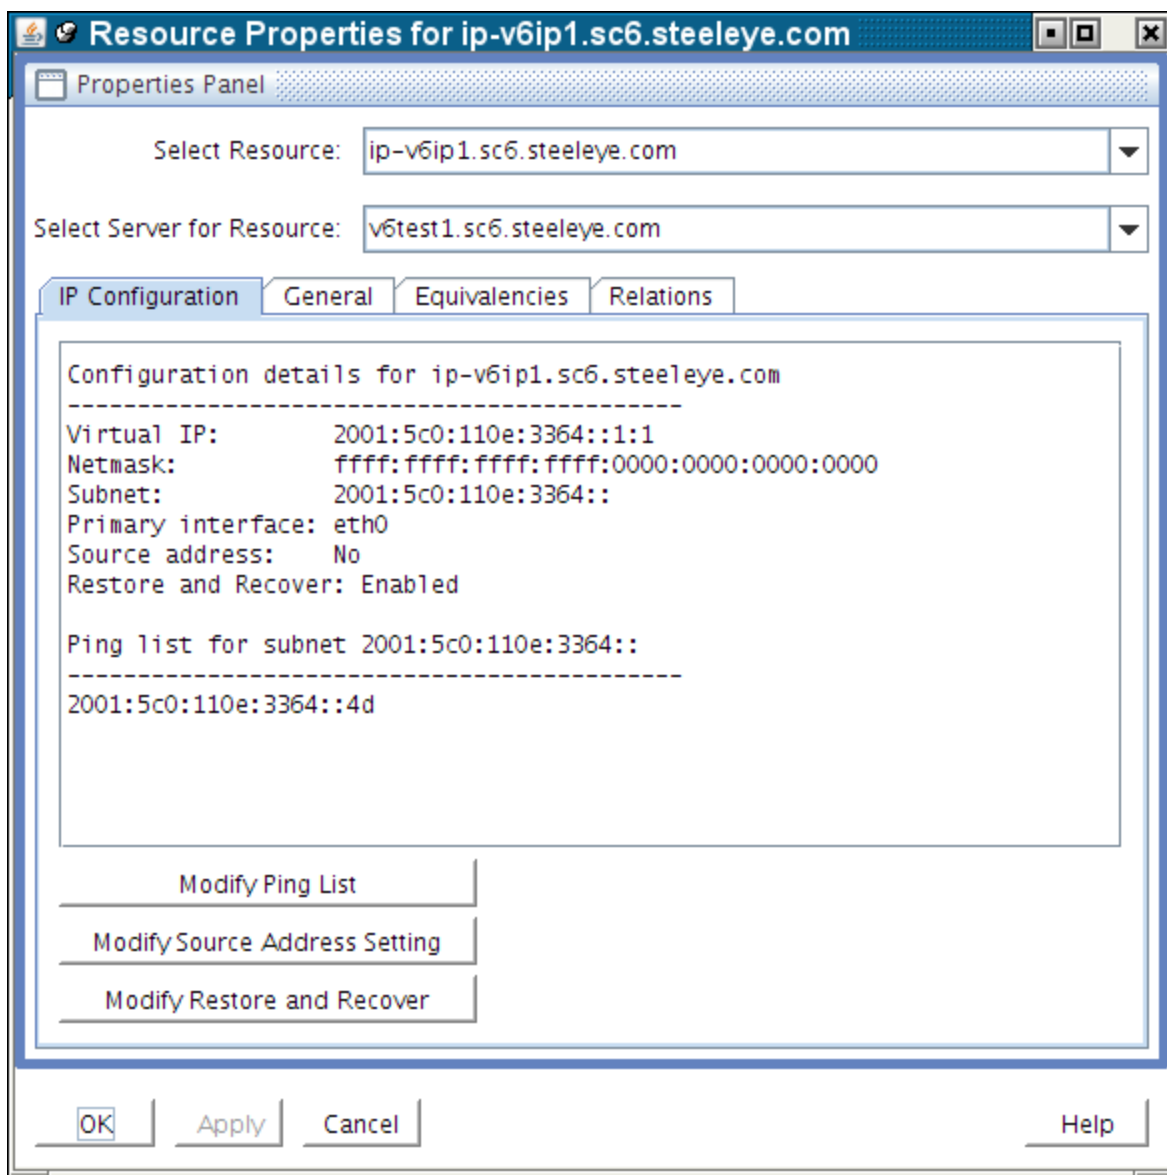 Resource Properties for ip-v6ip1.sc6.steeleye.com
Properties Panel
Select Resource: ip-v6ip1.sc6.steeleye.com
Select Server for Resource: v6test1.sc6.steeleye.com
IP Configuration General Equivalencies Relations
Configuration details for ip-v6ip1.sc6.steeleye.com
--------------------------------------------
Virtual IP: 2001:5c0:110e:3364::1:1
Netmask: ffff:ffff:ffff:ffff:0000:0000:0000:0000
Subnet: 2001:5c0:110e:3364::
Primary interface: eth0
Source address: No
Restore and Recover: Enabled
Ping list for subnet 2001:5c0:110e:3364::
--------------------------------------------
2001:5c0:110e:3364::4d
Modify Ping List
Modify Source Address Setting
Modify Restore and Recover
OK Apply Cancel Help